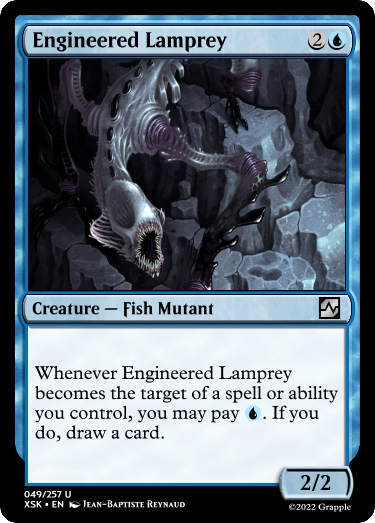 Engineered Lamprey 2
Creature — Fish Mutant
Whenever Engineered Lamprey
becomes the target of a spell or ability
you control, you may pay . If you
do, draw a card.
2/2
049/257 U
XSK • EN Jean-Baptiste Reynaud
©2022 Grapple